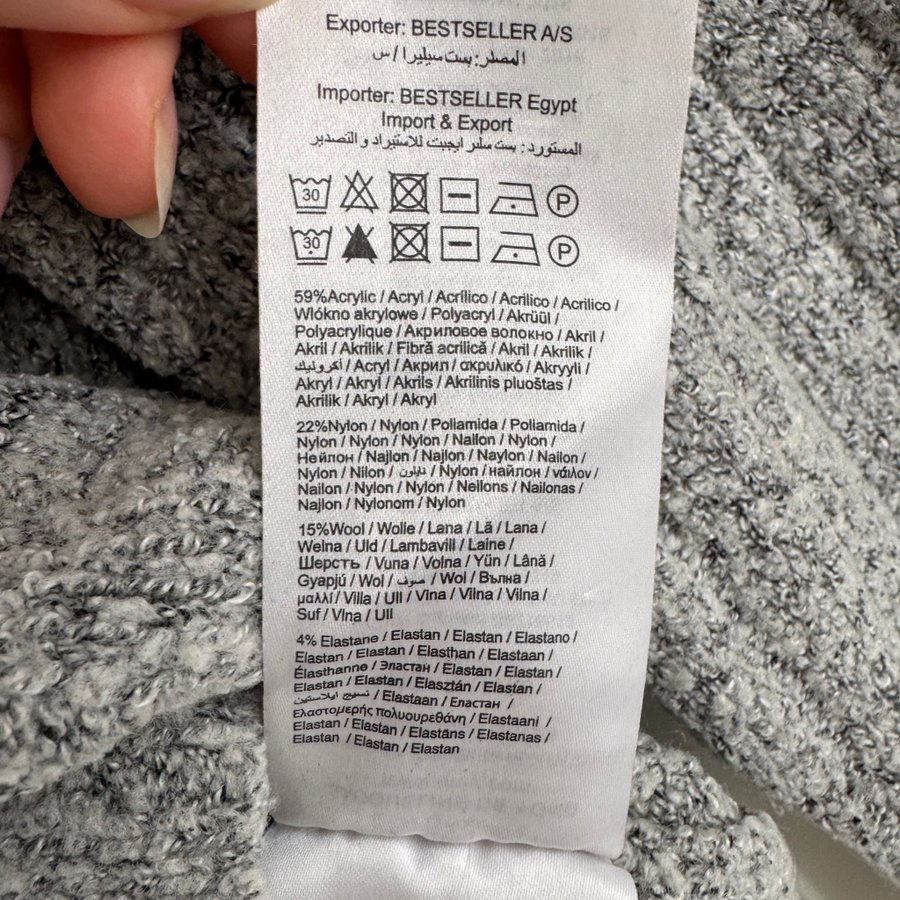 Exporter: BESTSELLER A/S
المصدر: بست سيليرا / س
Importer: BESTSELLER Egypt
Import & Export
المستورد: بست سلر ايجبت للاستيراد و التصدير
30 P
30 P
59%Acrylic / Acryl / Acrílico / Acrilico / Acrilico /
Wlókno akrylowe / Polyacryl / Akrüül /
Polyacrylique / Акриловое волокно / Akril /
Akril / Akrilik / Fibră acrilică / Akril / Akrilik /
أكرونيك / Acryl / Акрил / ακρυλικό / Akryyli /
Akryl / Akryl / Akrils / Akrilinis pluoštas /
Akrilik / Akryl / Akryl
22%Nylon / Nylon / Poliamida / Poliamida /
Nylon / Nylon / Nylon / Nailon / Nylon /
Нейлон / Najlon / Najlon / Naylon / Nailon /
Nylon / Nilon / نايلون / Nylon / найлон / νάιλον /
Nailon / Nylon / Nylon / Neilons / Nailonas /
Najlon / Nylonom / Nylon
15%Wool / Wolle / Lana / Lã / Lana /
Welna / Uld / Lambavill / Laine /
Шерсть / Vuna / Volna / Yün / Lână /
Gyapjú / Wol / صوف / Wol / Вълна /
μαλλί / Villa / Ull / Vina / Vilna / Vilna /
Suf / Vlna / Ull
4% Elastane / Elastan / Elastan / Elastano /
Elastan / Elastan / Elasthan / Elastaan /
Élasthanne / Эластан / Elastan / Elastan /
Elastan / Elastan / Elasztán / Elastan /
نسيج ايلاستين / Elastaan / Еластан /
Ελαστομερής πολυουρεθάνη / Elastaani /
Elastan / Elastan / Elastāns / Elastanas /
Elastan / Elastan / Elastan